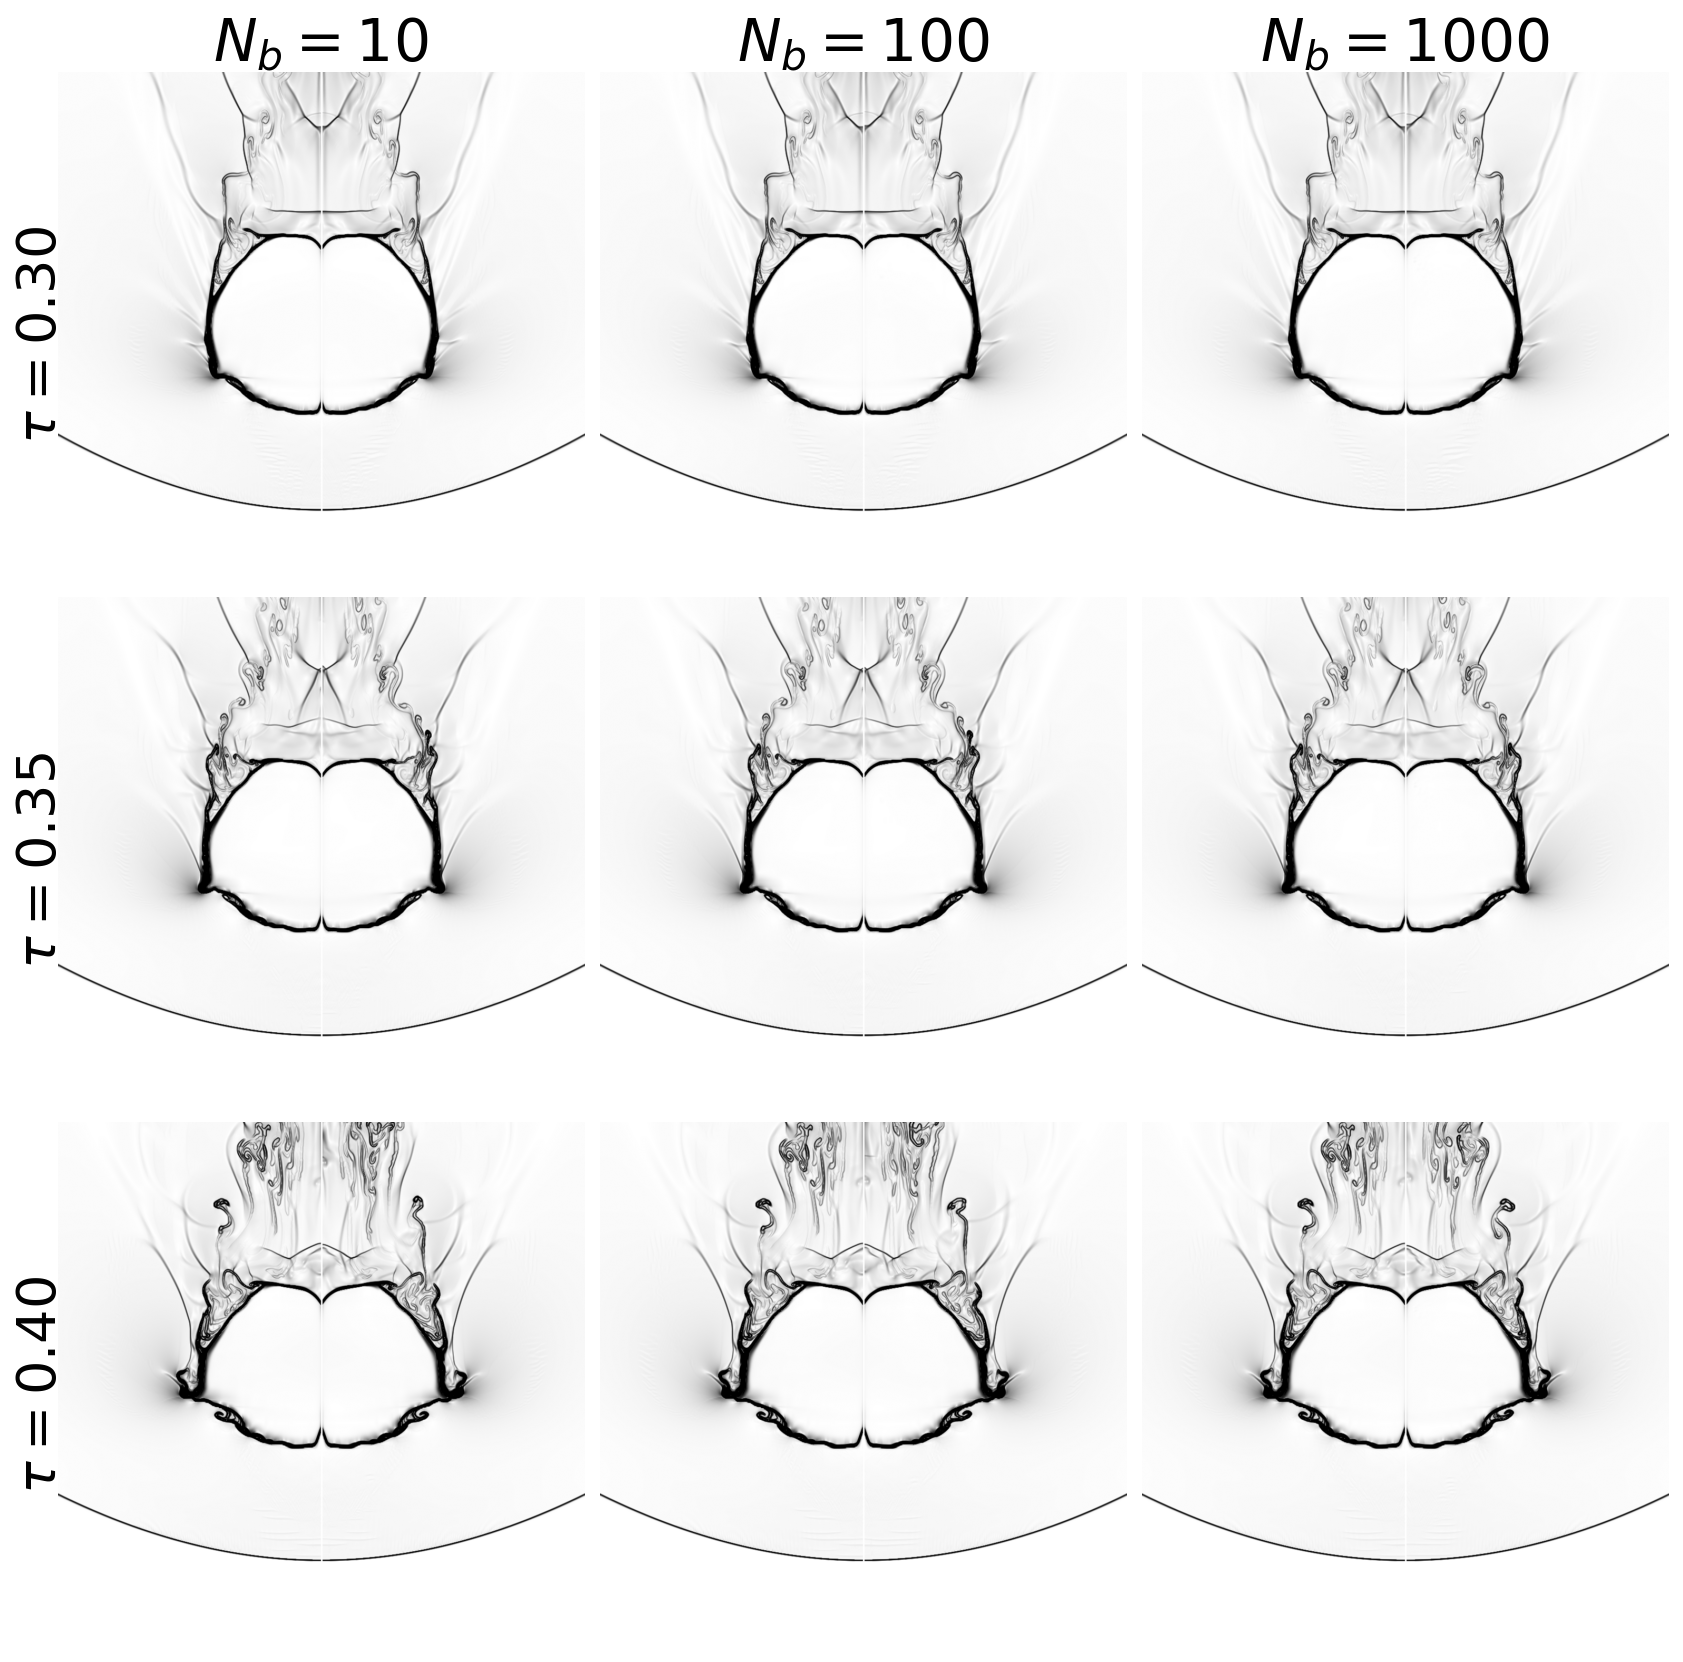 N_b = 10
N_b = 100
N_b = 1000
τ = 0.30
τ = 0.35
τ = 0.40